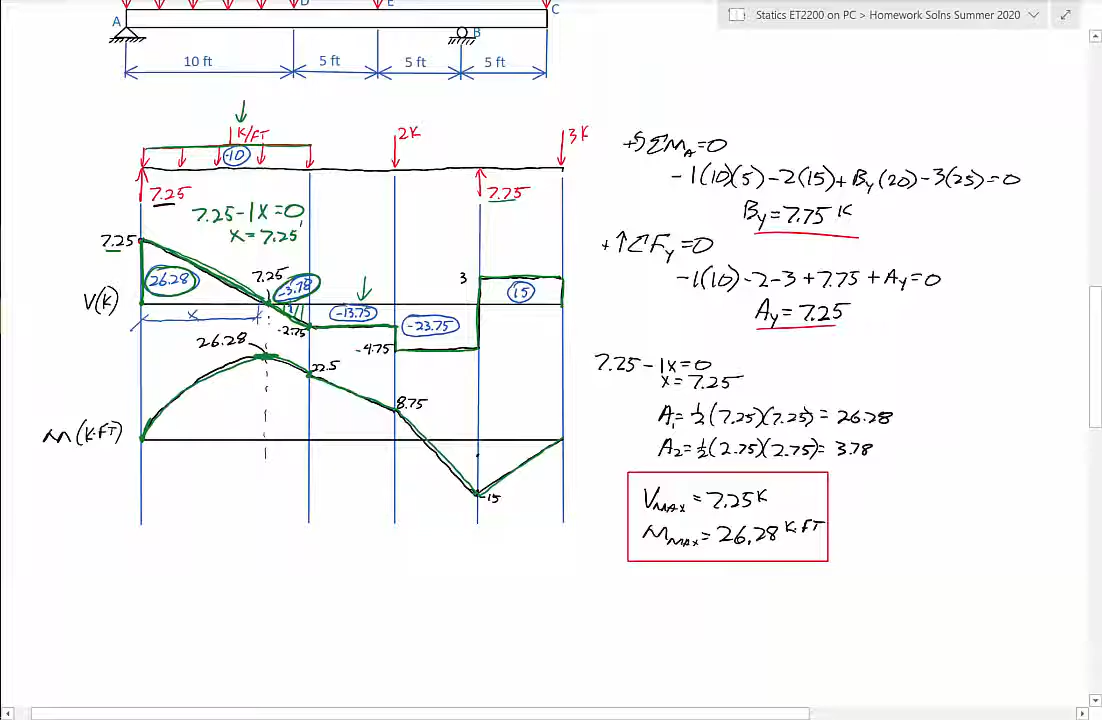 Statics ET2200 on PC > Homework Solns Summer 2020
D
E
C
A
B
10 ft
5 ft
5 ft
5 ft
1 K/FT
2K
3K
-10
7.25
7.75
7.25-1X=0
X=7.25'
7.25
26.28
7.25
-3.78
-13.75
3
15
V(K)
X
-2.75
-23.75
-4.75
26.28
22.5
8.75
M(K·FT)
-15
+↺ΣMA=0
-1(10)(5)-2(15)+By(20)-3(25)=0
By=7.75 K
+↑ΣFy=0
-1(10)-2-3+7.75+Ay=0
Ay=7.25
7.25-1X=0
X=7.25
A1=½(7.25)(7.25)=26.28
A2=½(2.75)(2.75)=3.78
VMAX=7.25K
MMAX=26.28 K·FT